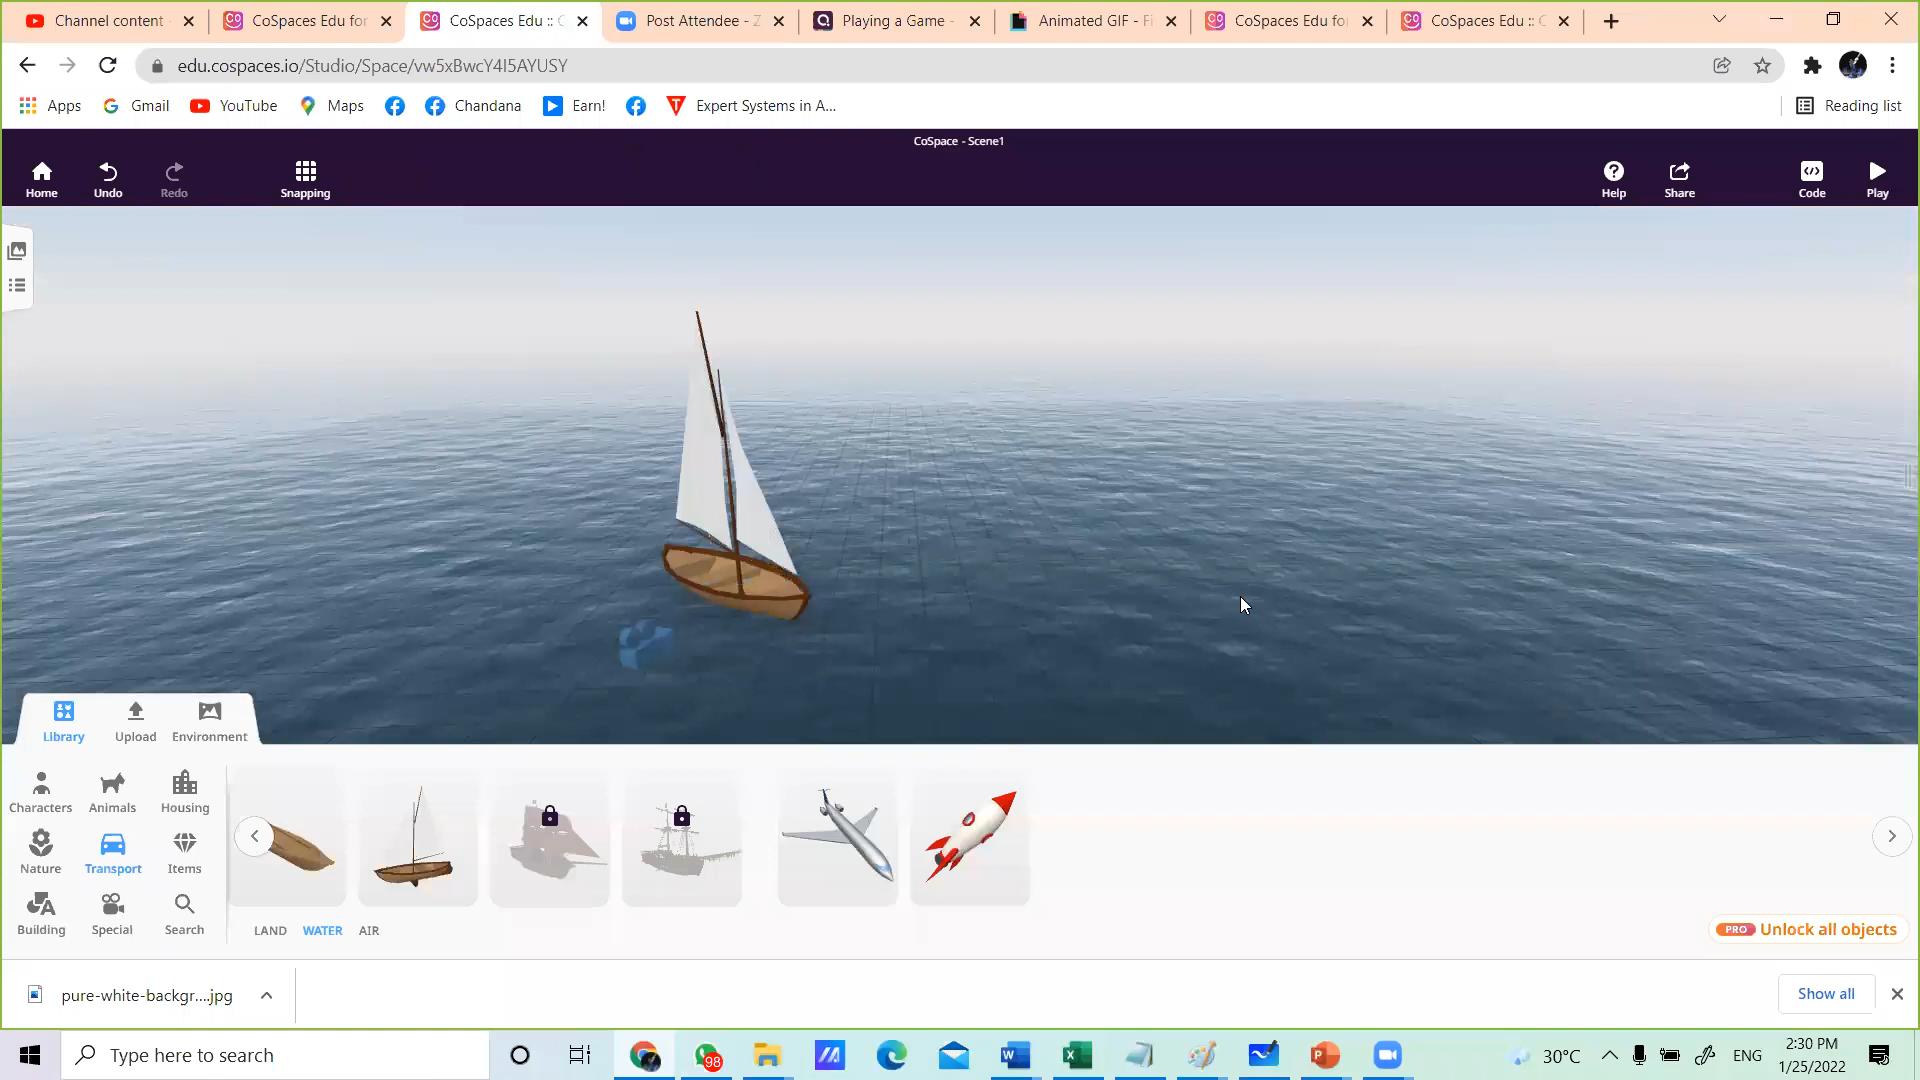 Channel content
CoSpaces Edu for
CoSpaces Edu :: C
Post Attendee - Z
Playing a Game -
Animated GIF - Fi
CoSpaces Edu fo
CoSpaces Edu :: C
edu.cospaces.io/Studio/Space/vw5xBwcY4I5AYUSY
Apps
Gmail
YouTube
Maps
Chandana
Earn!
Expert Systems in A...
Reading list
CoSpace - Scene1
Home
Undo
Redo
Snapping
Help
Share
Code
Play
Library
Upload
Environment
Characters
Animals
Housing
Nature
Transport
Items
Building
Special
Search
LAND
WATER
AIR
PRO Unlock all objects
pure-white-backgr....jpg
Show all
Type here to search
98
30°C
ENG
2:30 PM
1/25/2022